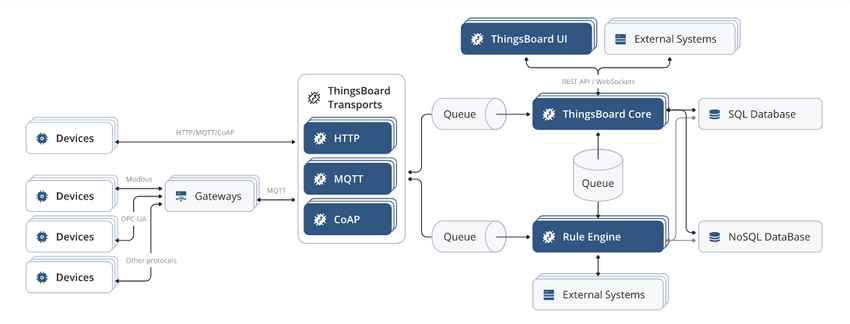 ThingsBoard UI
External Systems
REST API / WebSockets
ThingsBoard
Transports
HTTP
MQTT
CoAP
Queue
ThingsBoard Core
SQL Database
Devices
HTTP/MQTT/CoAP
Devices
Modbus
Gateways
MQTT
Queue
OPC-UA
Devices
Queue
Rule Engine
NoSQL DataBase
Other protocols
Devices
External Systems